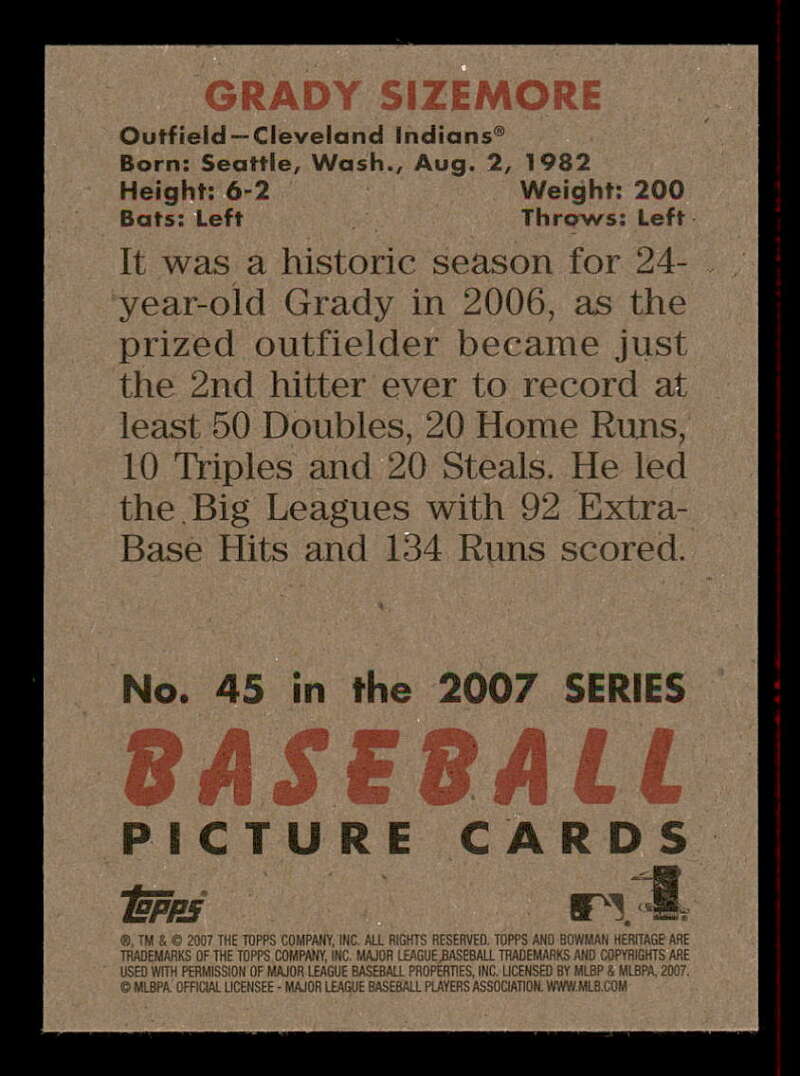 GRADY SIZEMORE
Outfield—Cleveland Indians®
Born: Seattle, Wash., Aug. 2, 1982
Height: 6-2 Weight: 200
Bats: Left Throws: Left
It was a historic season for 24-
year-old Grady in 2006, as the
prized outfielder became just
the 2nd hitter ever to record at
least 50 Doubles, 20 Home Runs,
10 Triples and 20 Steals. He led
the Big Leagues with 92 Extra-
Base Hits and 134 Runs scored.
No. 45 in the 2007 SERIES
BASEBALL
PICTURE CARDS
Topps
®, TM & © 2007 THE TOPPS COMPANY, INC. ALL RIGHTS RESERVED. TOPPS AND BOWMAN HERITAGE ARE
TRADEMARKS OF THE TOPPS COMPANY, INC. MAJOR LEAGUE BASEBALL TRADEMARKS AND COPYRIGHTS ARE
USED WITH PERMISSION OF MAJOR LEAGUE BASEBALL PROPERTIES, INC. LICENSED BY MLBP & MLBPA, 2007.
© MLBPA. OFFICIAL LICENSEE - MAJOR LEAGUE BASEBALL PLAYERS ASSOCIATION. WWW.MLB.COM